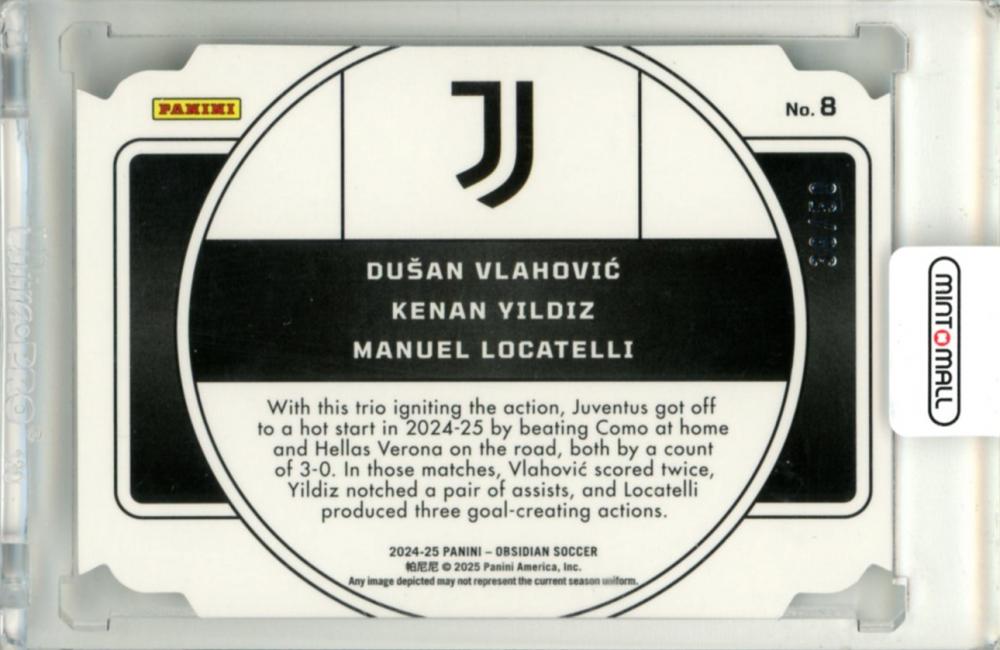 PANINI
No. 8
38/50
DUŠAN VLAHOVIĆ
KENAN YILDIZ
MANUEL LOCATELLI
With this trio igniting the action, Juventus got off
to a hot start in 2024-25 by beating Como at home
and Hellas Verona on the road, both by a count
of 3-0. In those matches, Vlahović scored twice,
Yildiz notched a pair of assists, and Locatelli
produced three goal-creating actions.
2024-25 PANINI – OBSIDIAN SOCCER
帕尼尼 © 2025 Panini America, Inc.
Any image depicted may not represent the current season uniform.
MINTOMALL